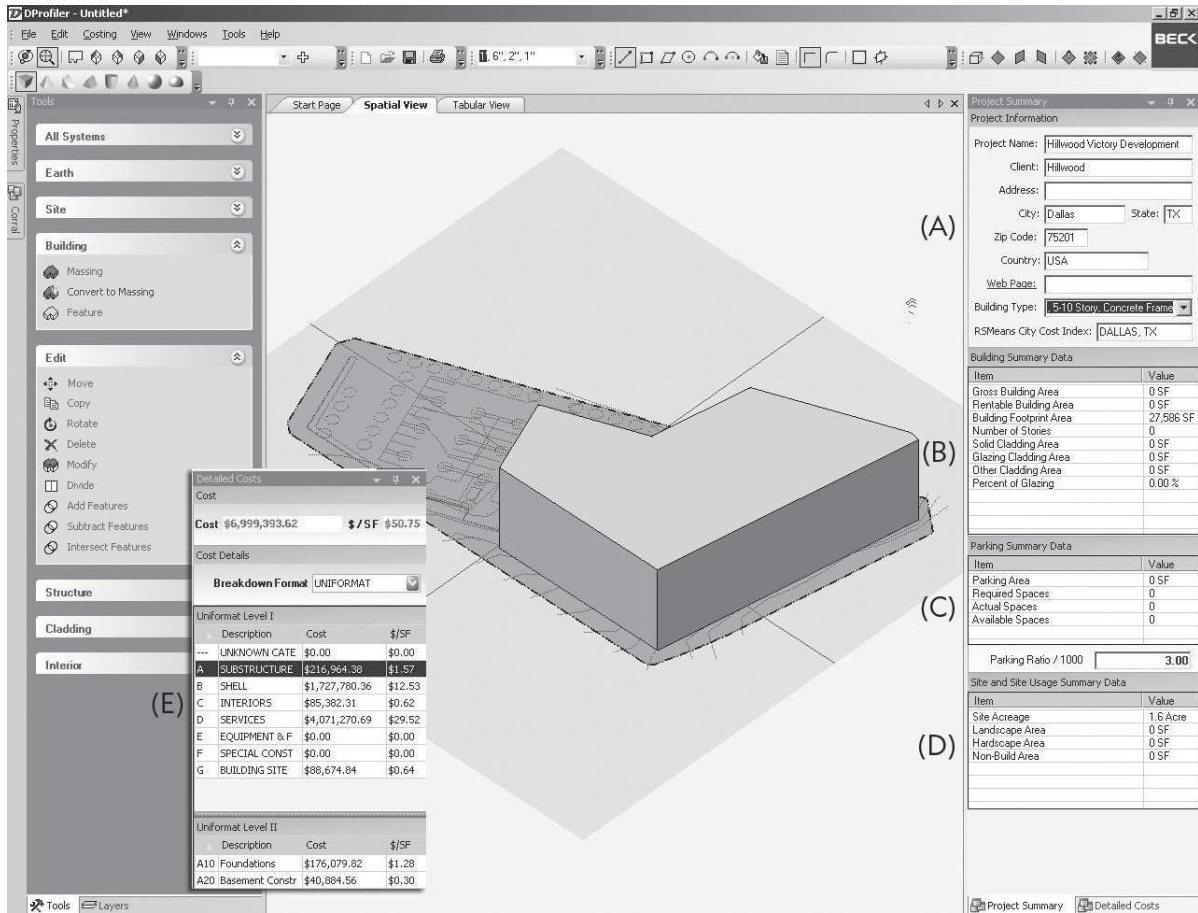 DProfiler - Untitled*
File Edit Costing View Windows Tools Help
1, 6", 2", 1"
BECK
Tools
Properties
Corral
All Systems
Earth
Site
Building
Massing
Convert to Massing
Feature
Edit
Move
Copy
Rotate
Delete
Modify
Divide
Add Features
Subtract Features
Intersect Features
Structure
Cladding
Interior
Tools Layers
Start Page Spatial View Tabular View
(A)
(B)
(C)
(D)
(E)
Detailed Costs
Cost
Cost $6,999,393.62 $/SF $50.75
Cost Details
Breakdown Format UNIFORMAT
Uniformat Level I
Description Cost $/SF
--- UNKNOWN CATE $0.00 $0.00
A SUBSTRUCTURE $216,964.38 $1.57
B SHELL $1,727,780.36 $12.53
C INTERIORS $85,382.31 $0.62
D SERVICES $4,071,270.69 $29.52
E EQUIPMENT & F $0.00 $0.00
F SPECIAL CONST $0.00 $0.00
G BUILDING SITE $88,674.84 $0.64
Uniformat Level II
Description Cost $/SF
A10 Foundations $176,079.82 $1.28
A20 Basement Constr $40,884.56 $0.30
Project Summary
Project Information
Project Name: Hillwood Victory Development
Client: Hillwood
Address:
City: Dallas State: TX
Zip Code: 75201
Country: USA
Web Page:
Building Type: , 5-10 Story, Concrete Frame
RSMeans City Cost Index: DALLAS, TX
Building Summary Data
Item Value
Gross Building Area 0 SF
Rentable Building Area 0 SF
Building Footprint Area 27,586 SF
Number of Stories 0
Solid Cladding Area 0 SF
Glazing Cladding Area 0 SF
Other Cladding Area 0 SF
Percent of Glazing 0.00 %
Parking Summary Data
Item Value
Parking Area 0 SF
Required Spaces 0
Actual Spaces 0
Available Spaces 0
Parking Ratio / 1000 3.00
Site and Site Usage Summary Data
Item Value
Site Acreage 1.6 Acre
Landscape Area 0 SF
Hardscape Area 0 SF
Non-Build Area 0 SF
Project Summary Detailed Costs